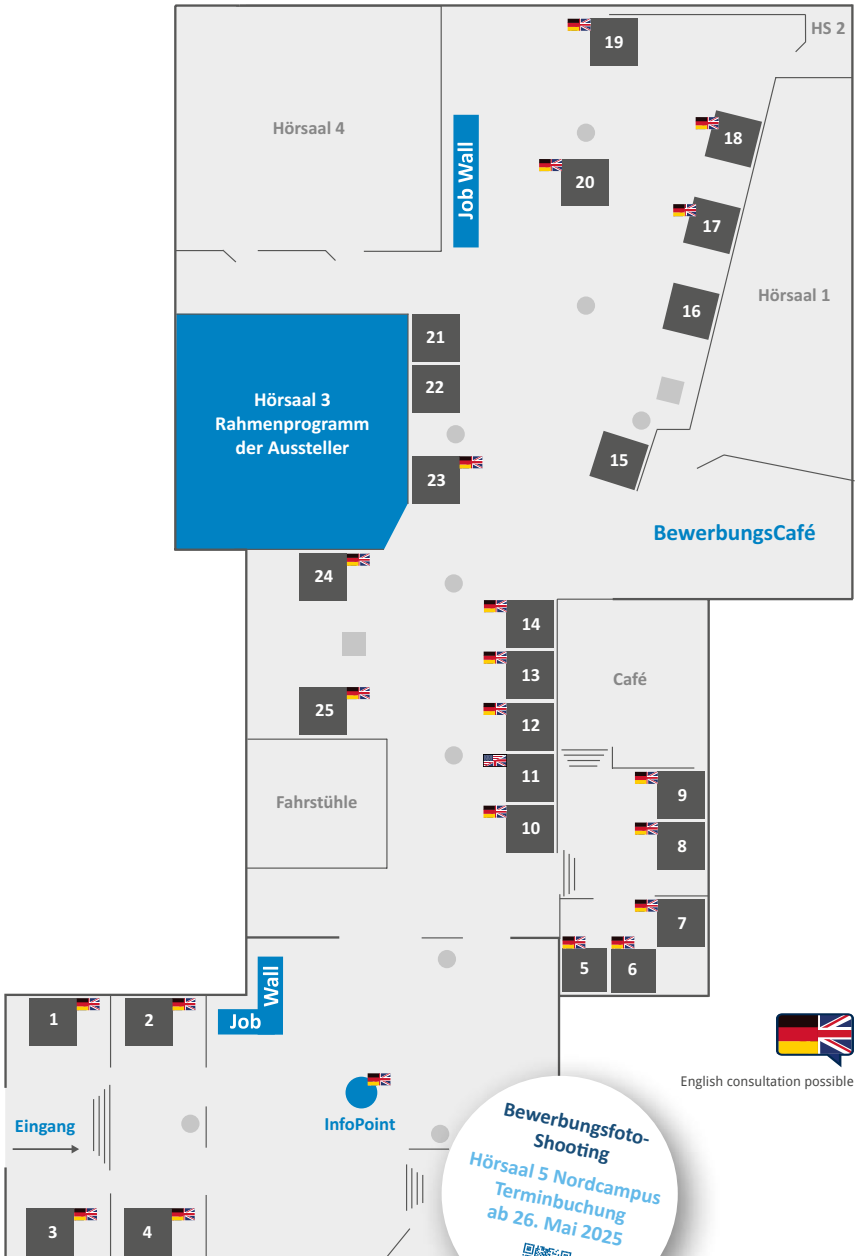 HS 2
19
Hörsaal 4
Job Wall
18
20
17
Hörsaal 1
16
21
22
Hörsaal 3
Rahmenprogramm
der Aussteller
15
23
BewerbungsCafé
24
14
13
Café
25
12
11
Fahrstühle
9
10
8
7
5
6
Job
Wall
1
2
English consultation possible
InfoPoint
Eingang
Bewerbungsfoto-
Shooting
Hörsaal 5 Nordcampus
Terminbuchung
ab 26. Mai 2025
3
4